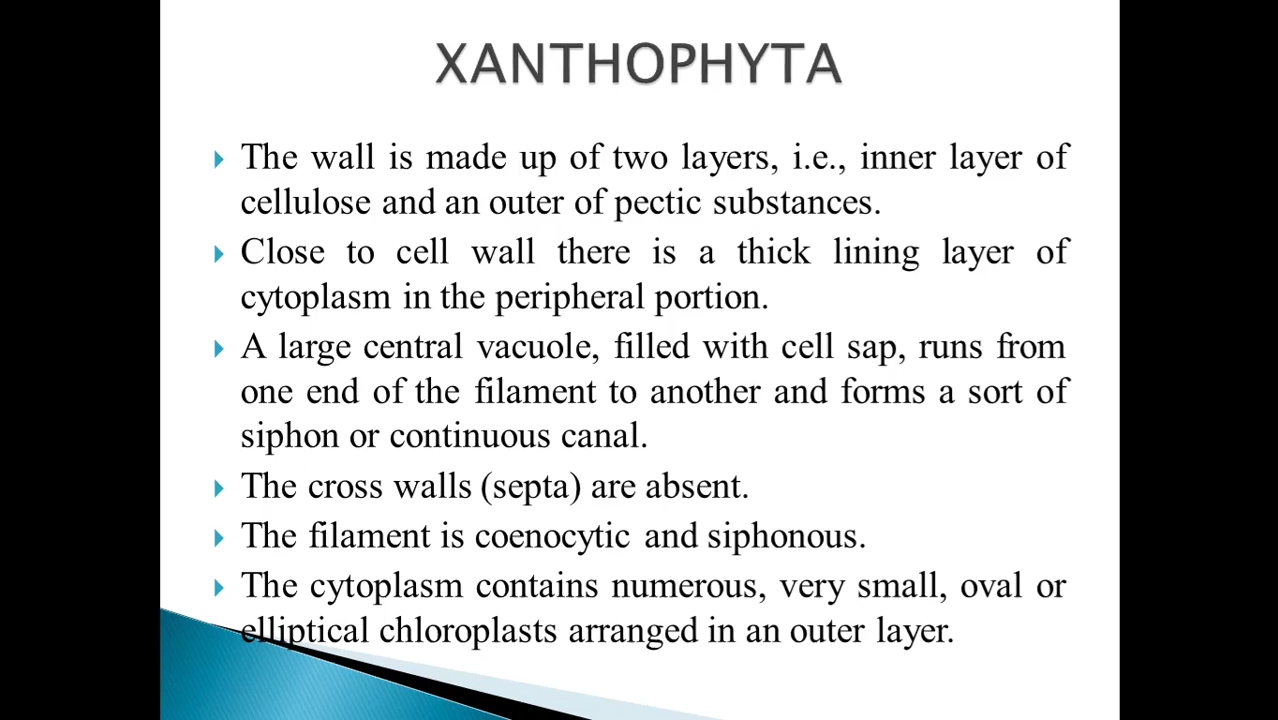 XANTHOPHYTA
The wall is made up of two layers, i.e., inner layer of
cellulose and an outer of pectic substances.
Close to cell wall there is a thick lining layer of
cytoplasm in the peripheral portion.
A large central vacuole, filled with cell sap, runs from
one end of the filament to another and forms a sort of
siphon or continuous canal.
The cross walls (septa) are absent.
The filament is coenocytic and siphonous.
The cytoplasm contains numerous, very small, oval or
elliptical chloroplasts arranged in an outer layer.